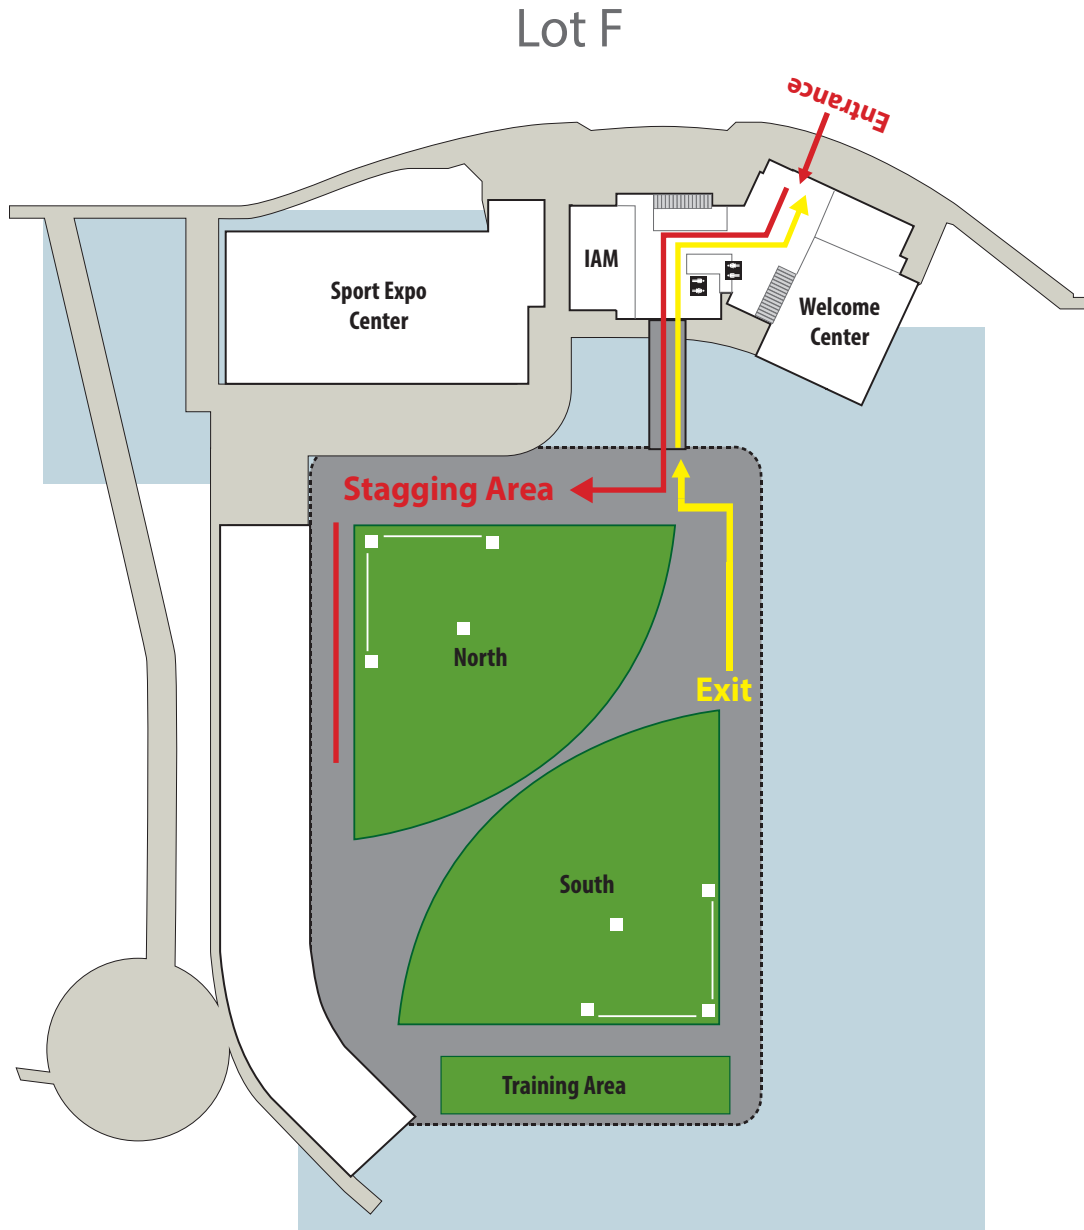 Lot F
Entrance
IAM
Sport Expo
Center
Welcome
Center
Stagging Area
North
Exit
South
Training Area